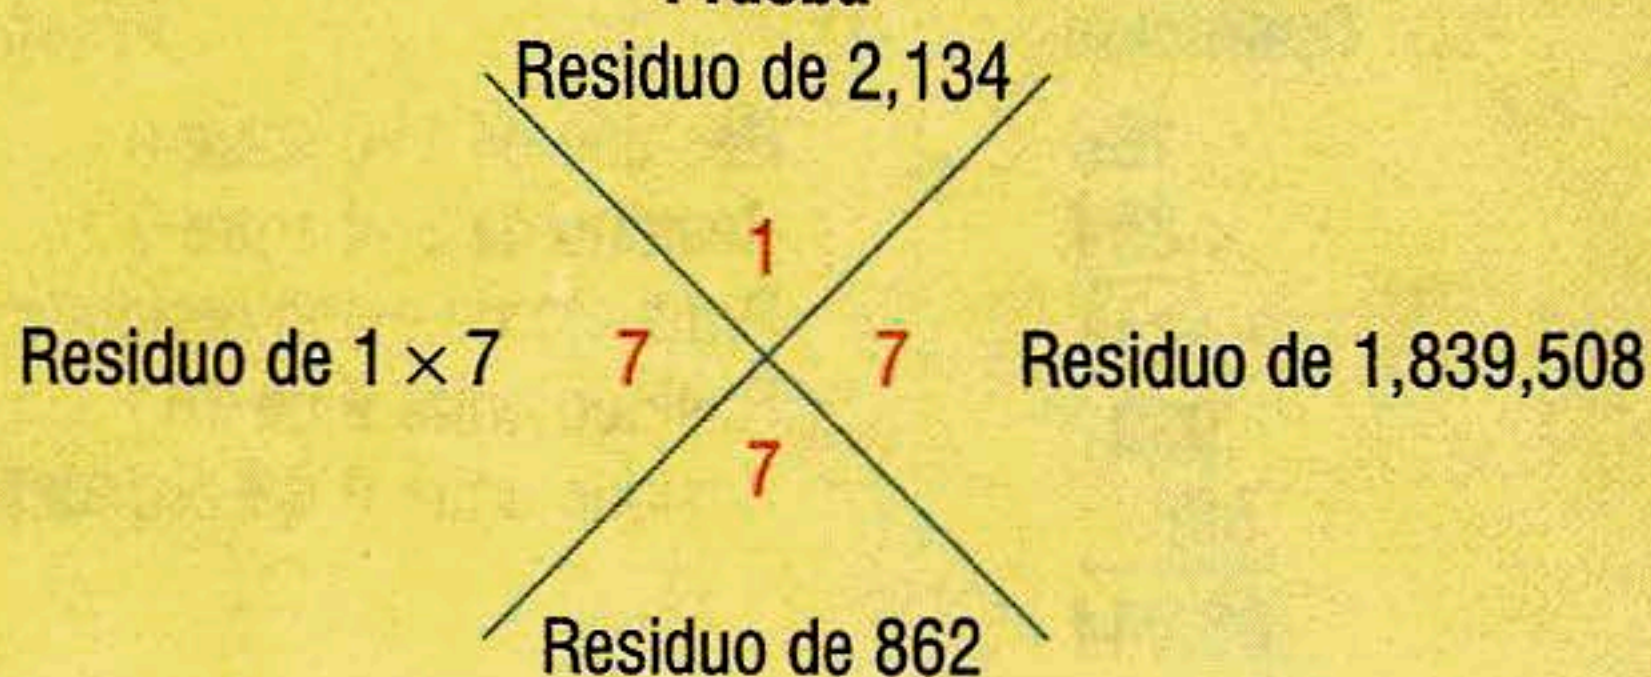 Residuo de 2,134
1
Residuo de 1 × 7 7 7 Residuo de 1,839,508
7
Residuo de 862